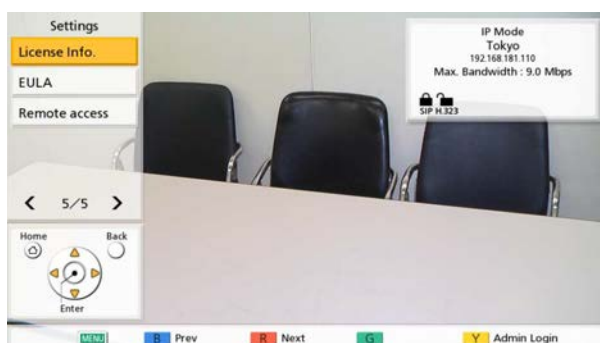 Settings
License Info.
EULA
Remote access
5/5
Home
Back
Enter
IP Mode
Tokyo
192.168.181.110
Max. Bandwidth : 9.0 Mbps
SIP H.323
MENU
B Prev
R Next
G
Y Admin Login